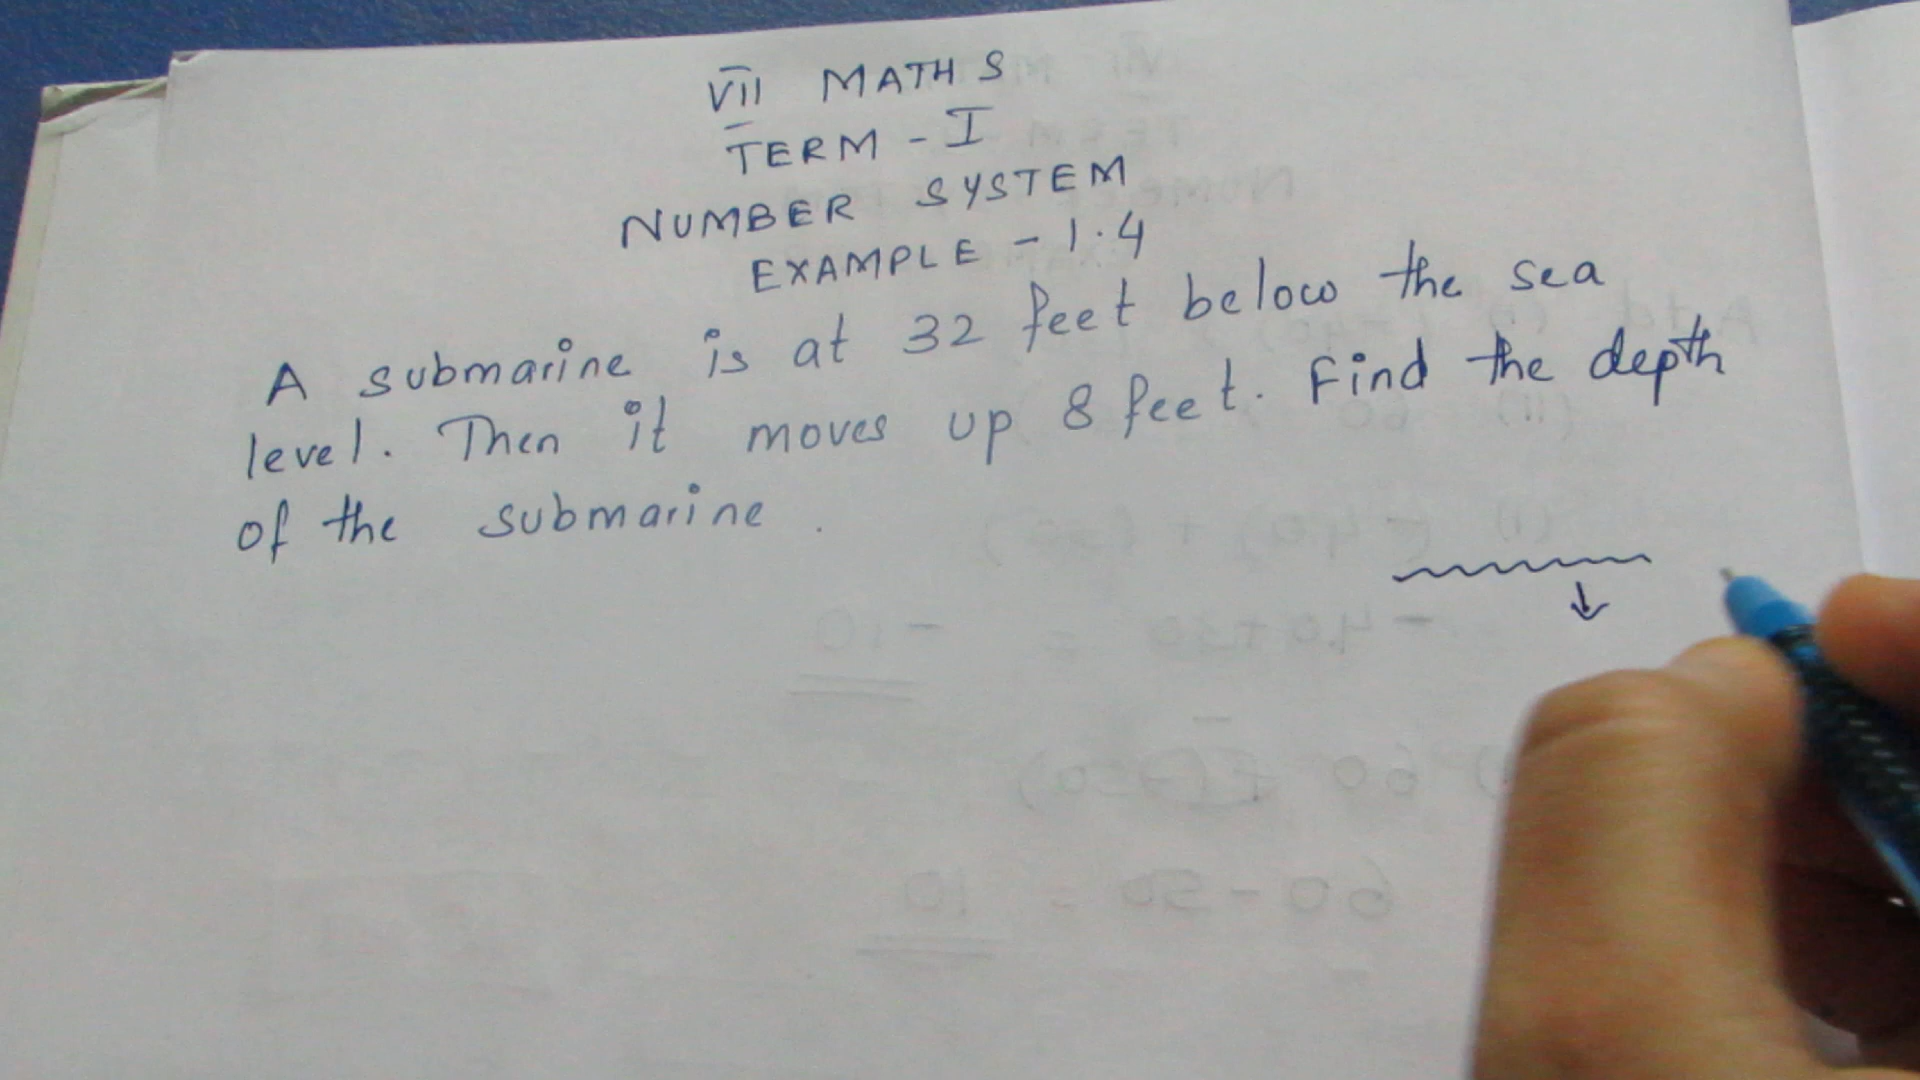 VII MATHS
TERM - I
NUMBER SYSTEM
EXAMPLE - 1.4
A submarine is at 32 feet below the sea
level. Then it moves up 8 feet. Find the depth
of the submarine.